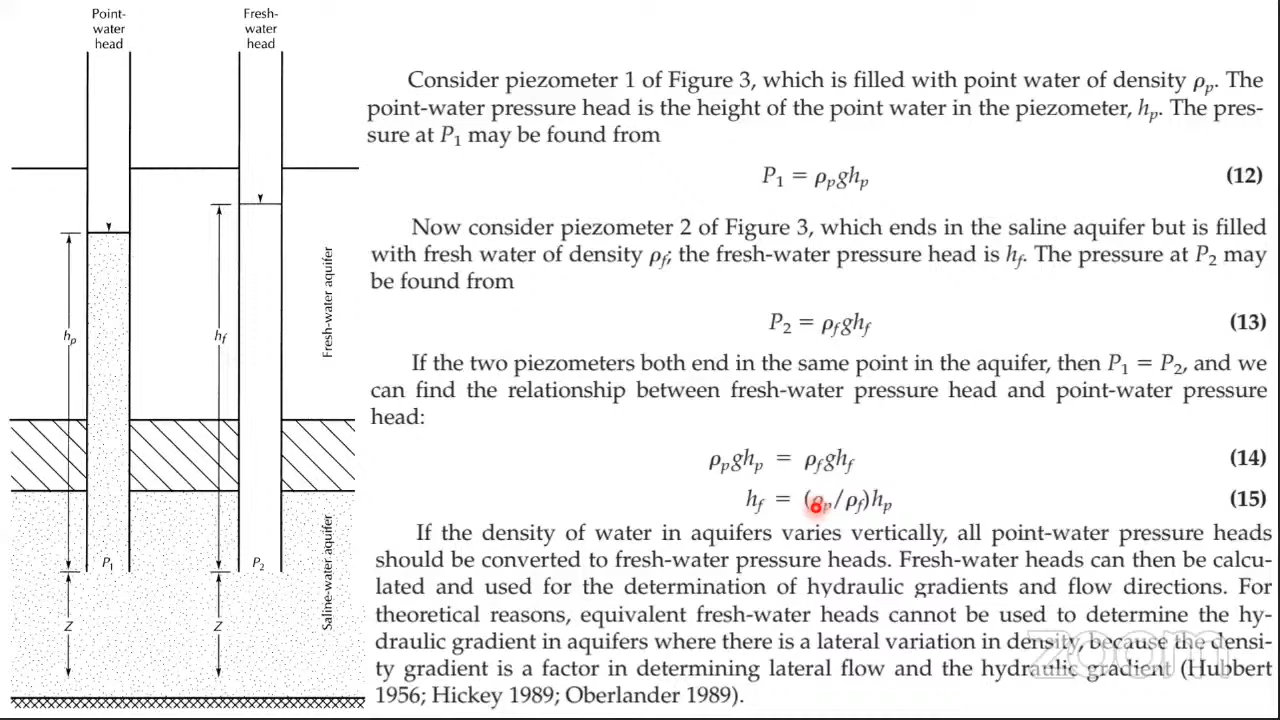 Point-
water
head
Fresh-
water
head
h_p
h_f
Fresh-water aquifer
P_1
P_2
Saline-water aquifer
Z
Z
Consider piezometer 1 of Figure 3, which is filled with point water of density ρ_p. The
point-water pressure head is the height of the point water in the piezometer, h_p. The pres-
sure at P_1 may be found from
P_1 = ρ_pgh_p (12)
Now consider piezometer 2 of Figure 3, which ends in the saline aquifer but is filled
with fresh water of density ρ_f; the fresh-water pressure head is h_f. The pressure at P_2 may
be found from
P_2 = ρ_fgh_f (13)
If the two piezometers both end in the same point in the aquifer, then P_1 = P_2, and we
can find the relationship between fresh-water pressure head and point-water pressure
head:
ρ_pgh_p = ρ_fgh_f (14)
h_f = (ρ_p/ρ_f)h_p (15)
If the density of water in aquifers varies vertically, all point-water pressure heads
should be converted to fresh-water pressure heads. Fresh-water heads can then be calcu-
lated and used for the determination of hydraulic gradients and flow directions. For
theoretical reasons, equivalent fresh-water heads cannot be used to determine the hy-
draulic gradient in aquifers where there is a lateral variation in density, because the densi-
ty gradient is a factor in determining lateral flow and the hydraulic gradient (Hubbert
1956; Hickey 1989; Oberlander 1989).
zoom